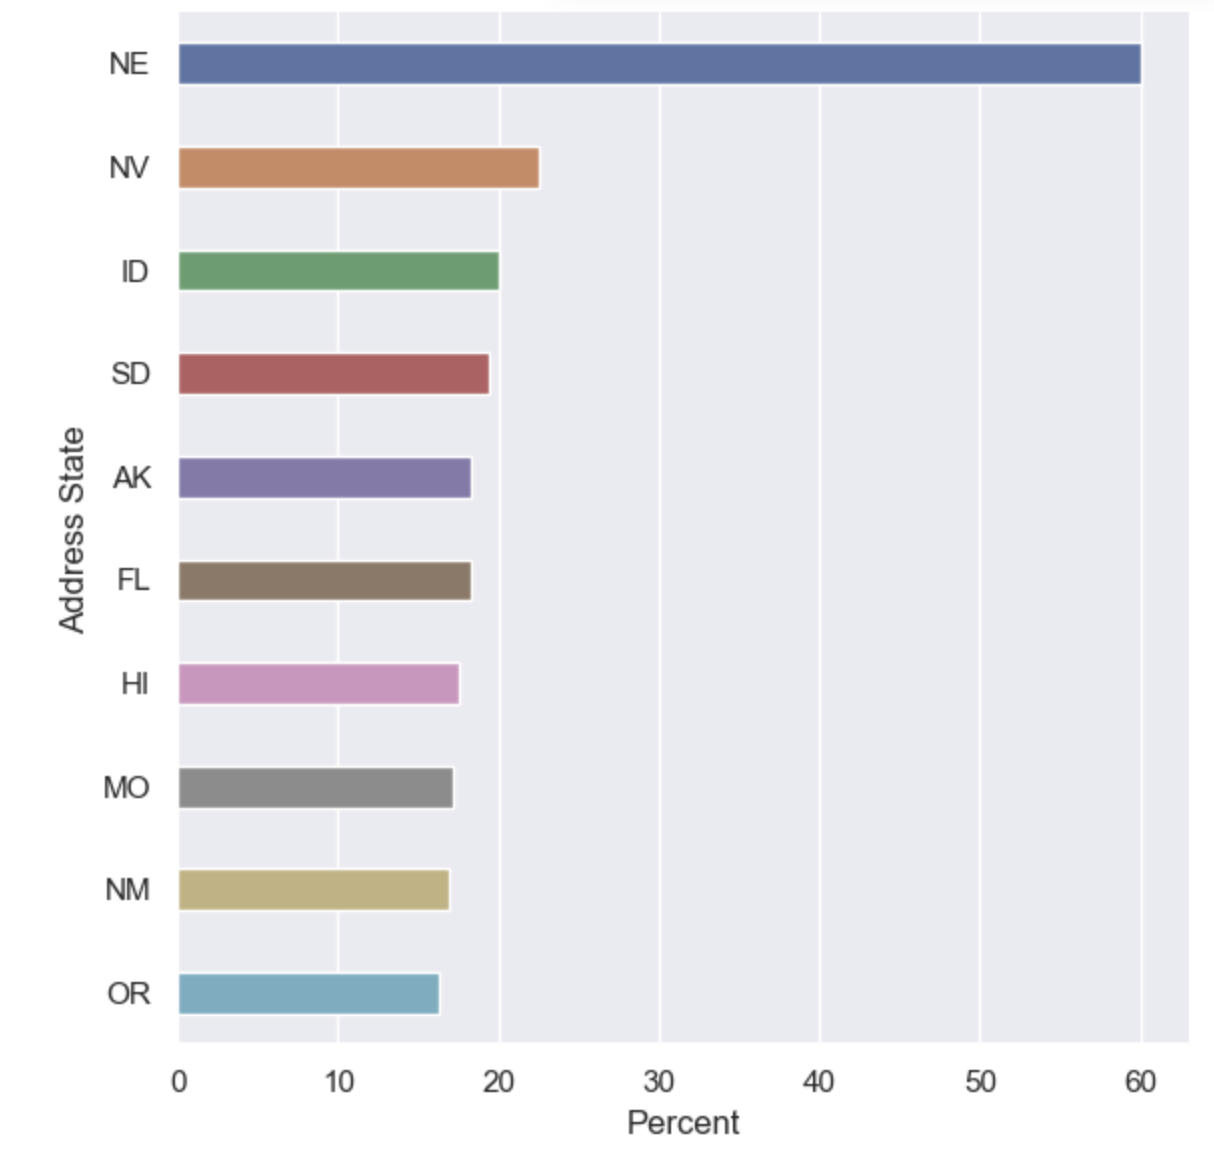 NE
NV
ID
SD
AK
FL
HI
MO
NM
OR
Address State
0 10 20 30 40 50 60
Percent